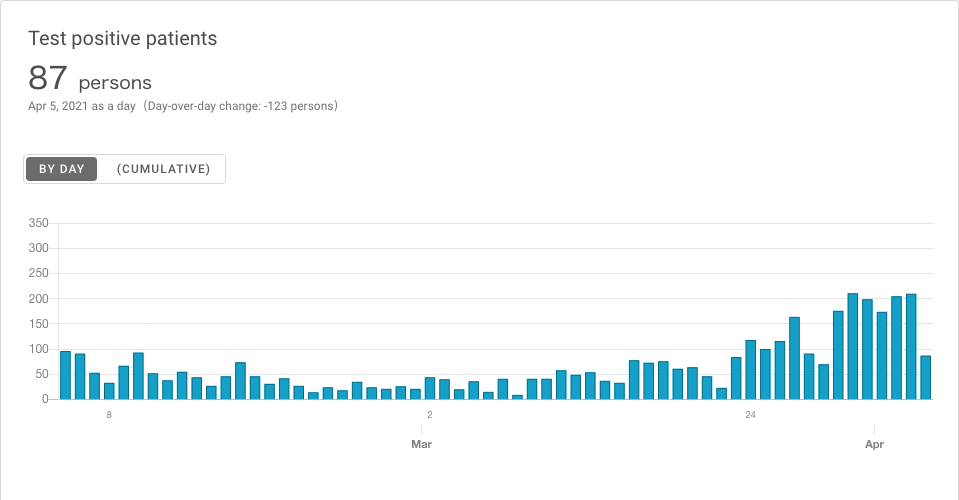 Test positive patients
87 persons
Apr 5, 2021 as a day（Day-over-day change: -123 persons）
BY DAY (CUMULATIVE)
350
300
250
200
150
100
50
0
8 2 24
Mar Apr